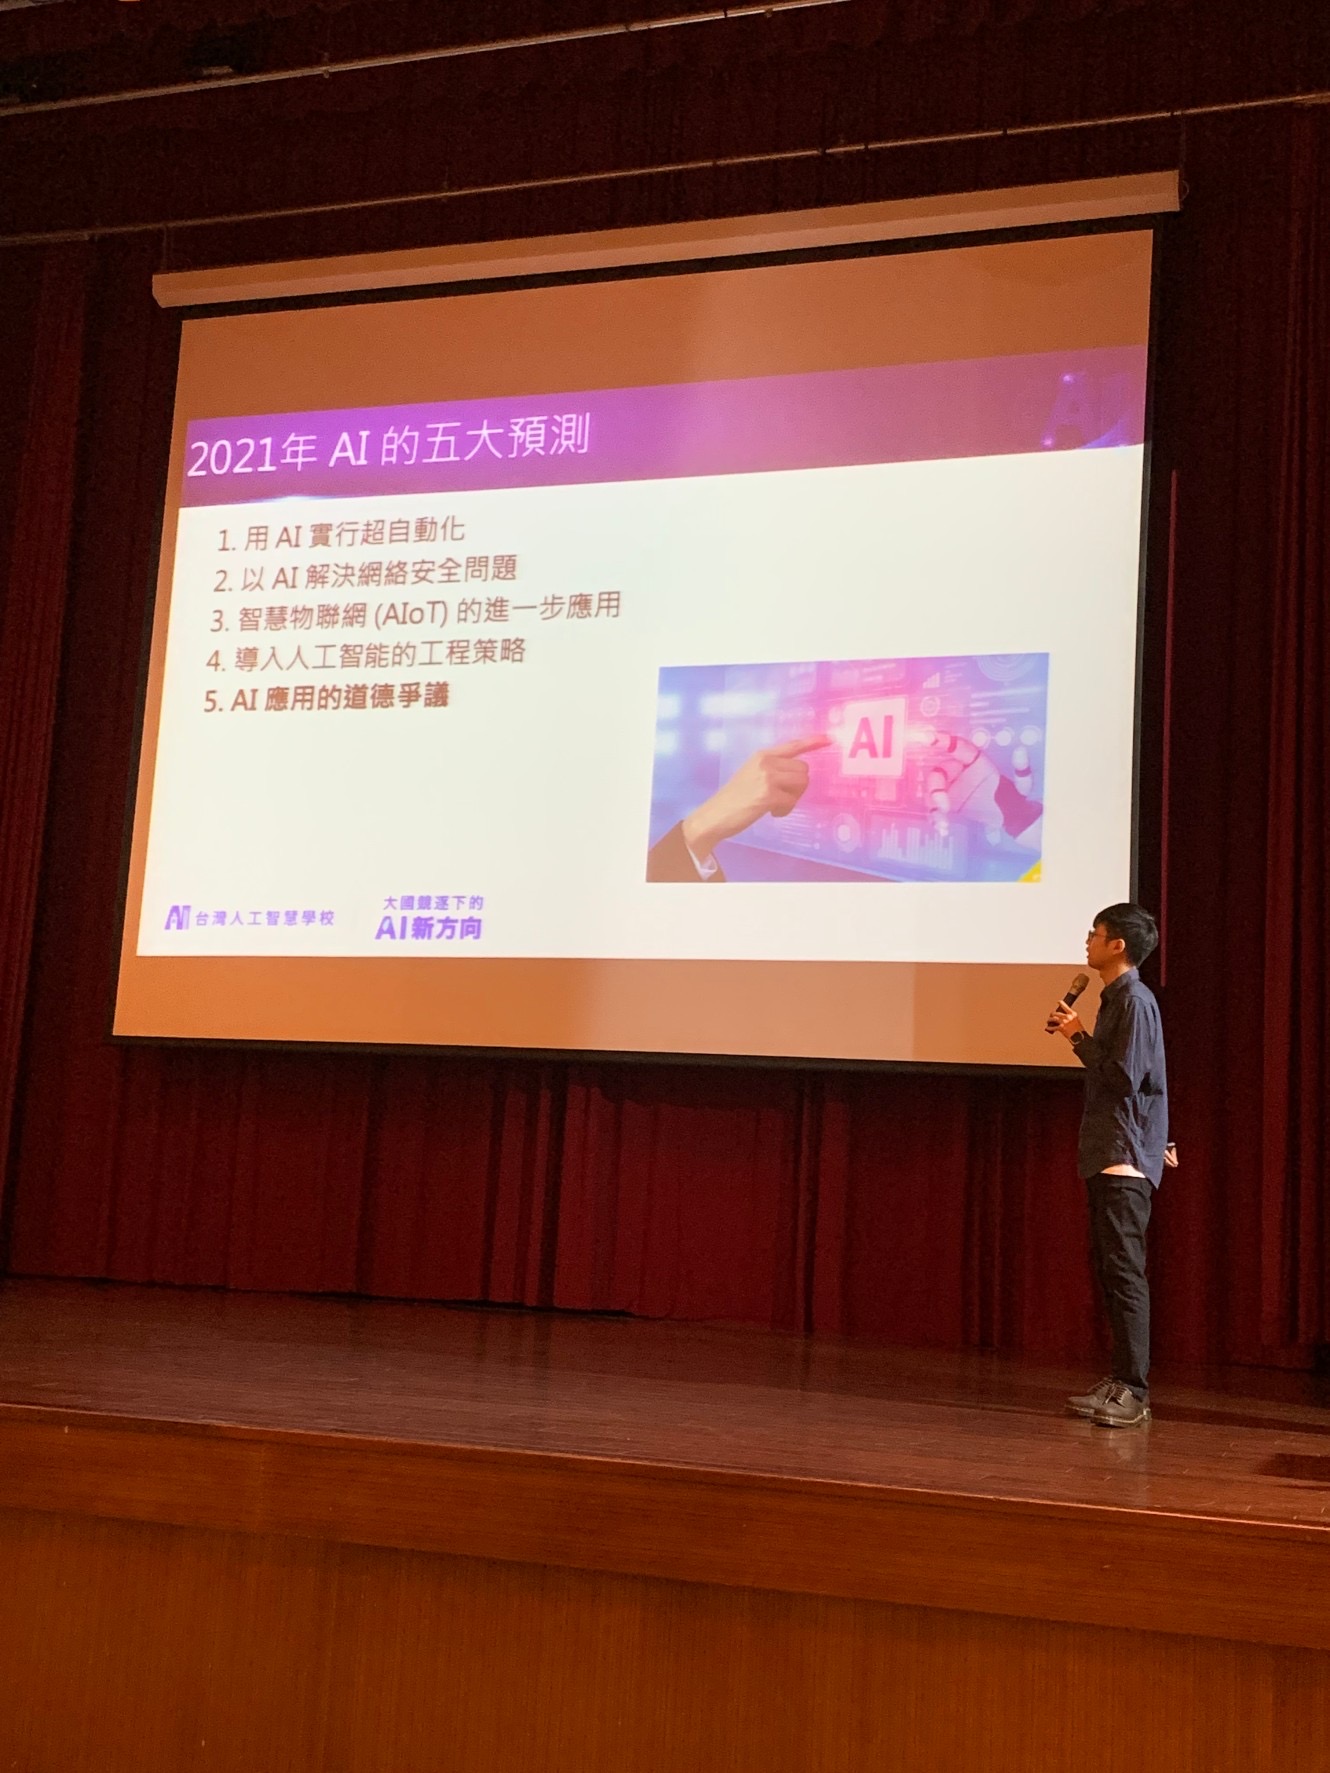 2021年 AI 的五大預測
1. 用 AI 實行超自動化
2. 以 AI 解決網絡安全問題
3. 智慧物聯網 (AIoT) 的進一步應用
4. 導入人工智能的工程策略
5. AI 應用的道德爭議
AI
AI
AI 台灣人工智慧學校
大國競逐下的
AI新方向